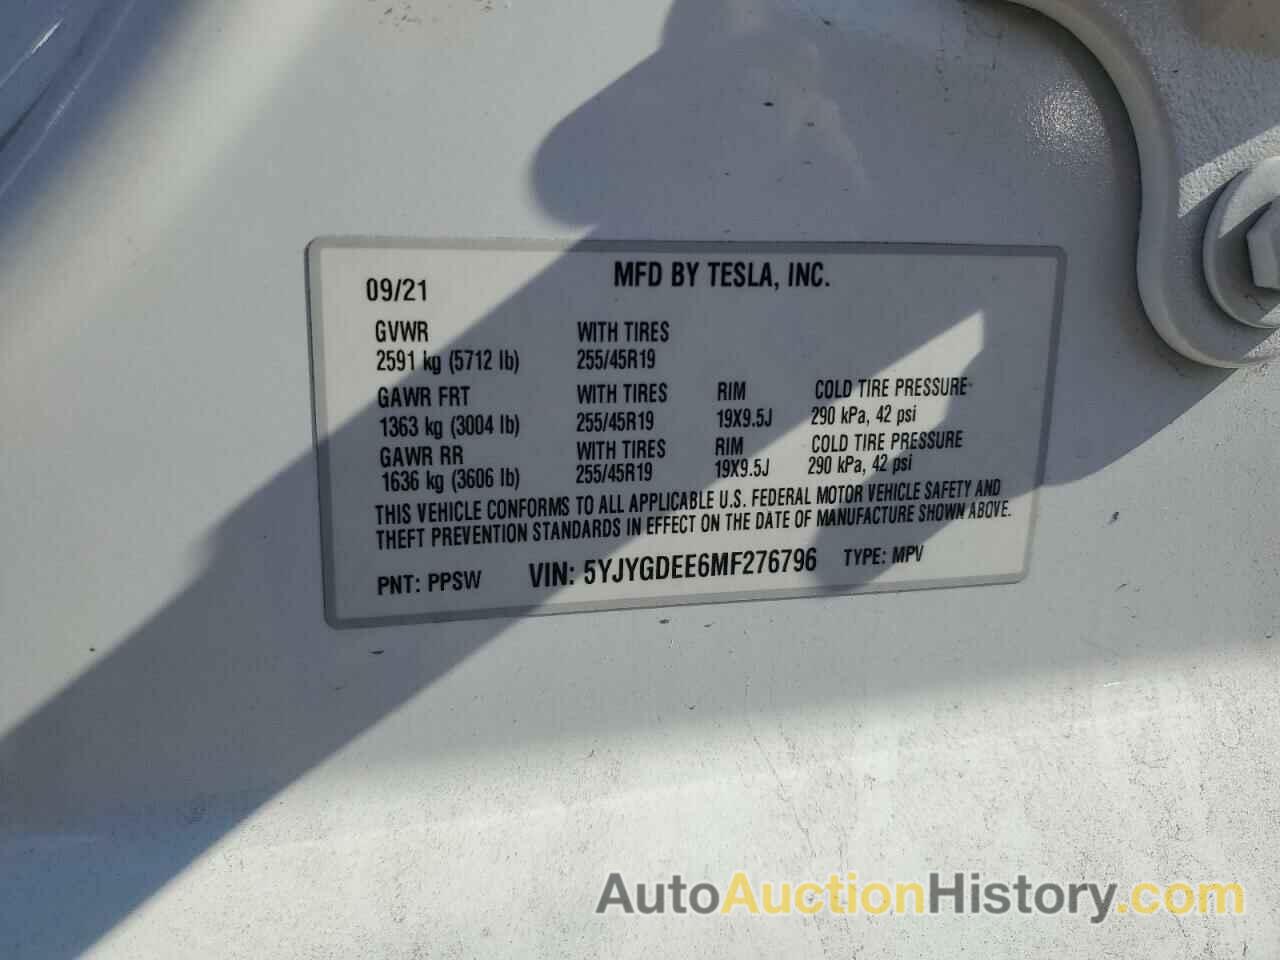 MFD BY TESLA, INC.
09/21
GVWR WITH TIRES
2591 kg (5712 lb) 255/45R19
GAWR FRT WITH TIRES RIM COLD TIRE PRESSURE
1363 kg (3004 lb) 255/45R19 19X9.5J 290 kPa, 42 psi
GAWR RR WITH TIRES RIM COLD TIRE PRESSURE
1636 kg (3606 lb) 255/45R19 19X9.5J 290 kPa, 42 psi
THIS VEHICLE CONFORMS TO ALL APPLICABLE U.S. FEDERAL MOTOR VEHICLE SAFETY AND
THEFT PREVENTION STANDARDS IN EFFECT ON THE DATE OF MANUFACTURE SHOWN ABOVE.
PNT: PPSW VIN: 5YJYGDEE6MF276796 TYPE: MPV
AutoAuctionHistory.com